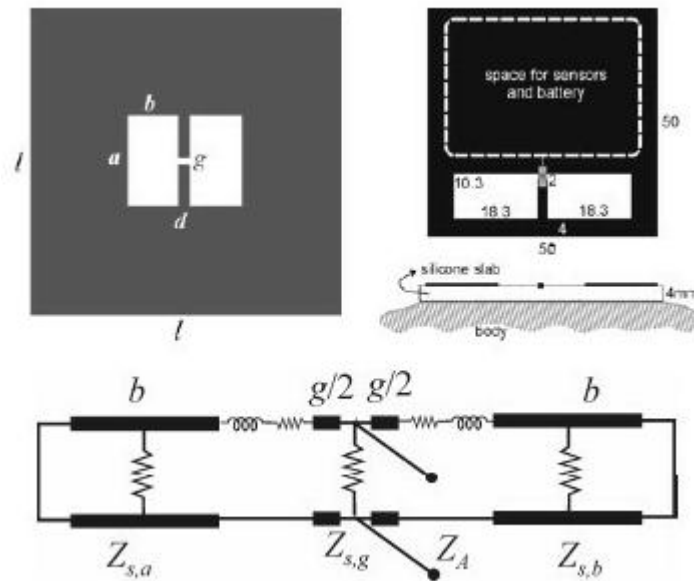 b
a
g
d
l
l
space for sensors
and battery
50
10.3
2
18.3
18.3
4
50
silicone slab
4mm
body
b
g/2
g/2
b
Z_{s,a}
Z_{s,g}
Z_A
Z_{s,b}